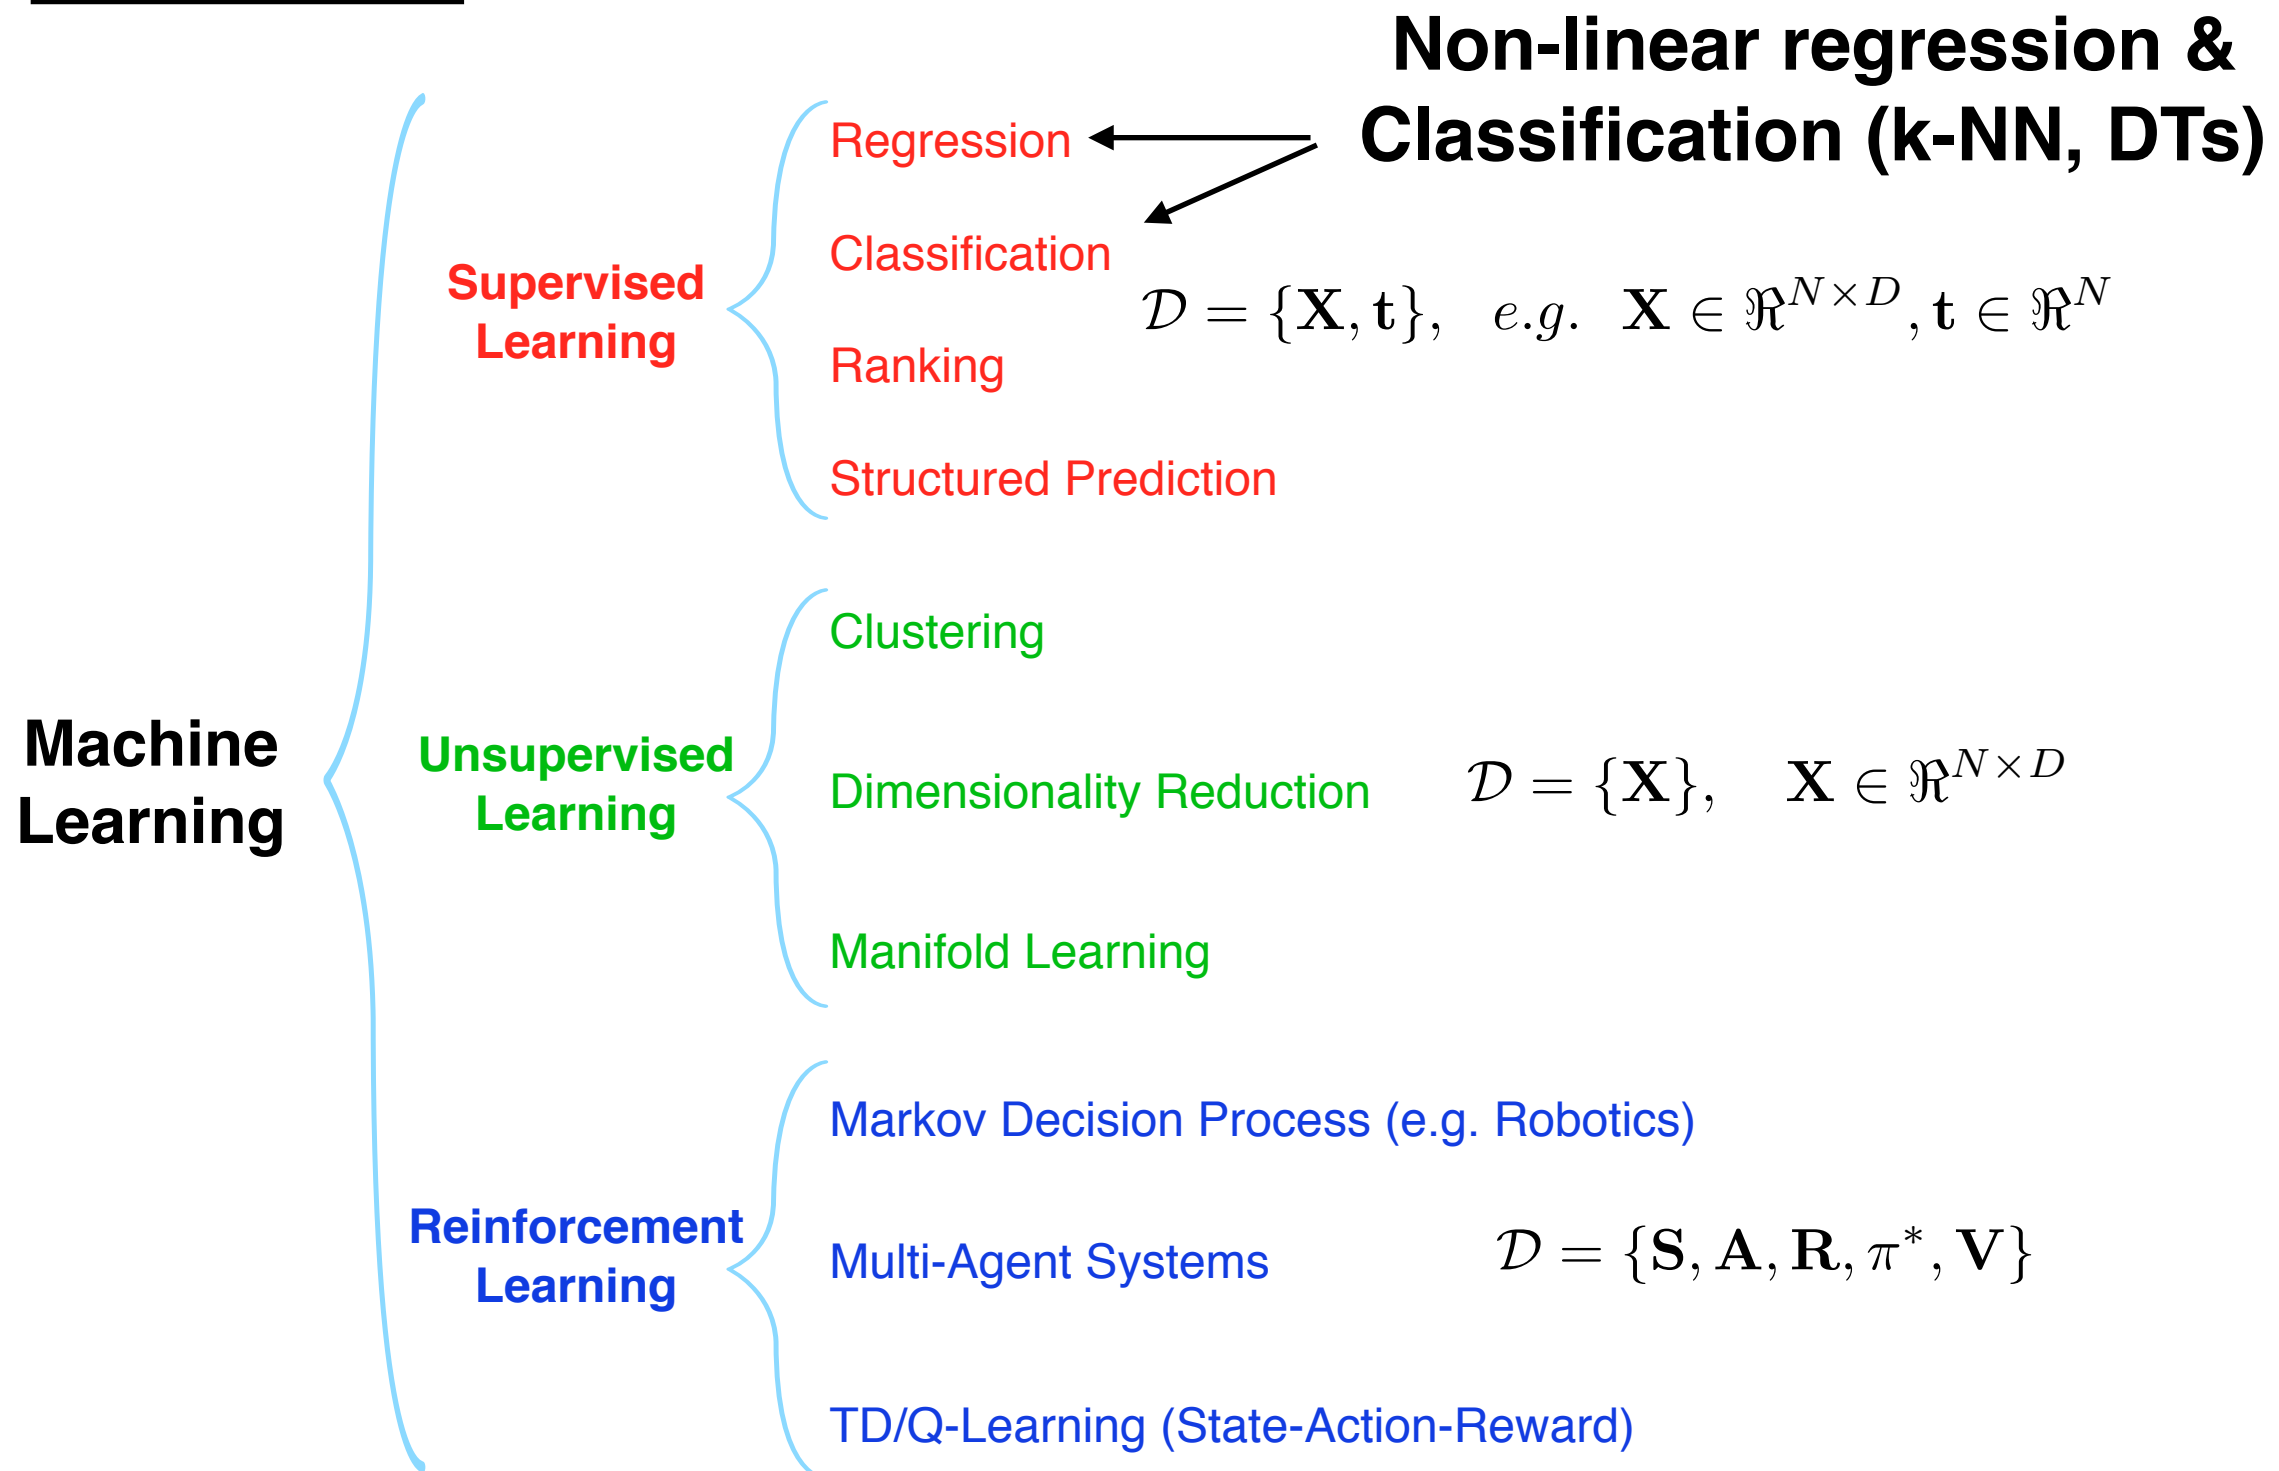 Non-linear regression &
Classification (k-NN, DTs)
Regression
Classification
Supervised
Learning
𝒟 = {𝐗, 𝐭}, e.g. 𝐗 ∈ ℜ^{N×D}, 𝐭 ∈ ℜ^N
Ranking
Structured Prediction
Clustering
Machine
Learning
Unsupervised
Learning
Dimensionality Reduction
𝒟 = {𝐗}, 𝐗 ∈ ℜ^{N×D}
Manifold Learning
Markov Decision Process (e.g. Robotics)
Reinforcement
Learning
Multi-Agent Systems
𝒟 = {𝐒, 𝐀, 𝐑, π*, 𝐕}
TD/Q-Learning (State-Action-Reward)